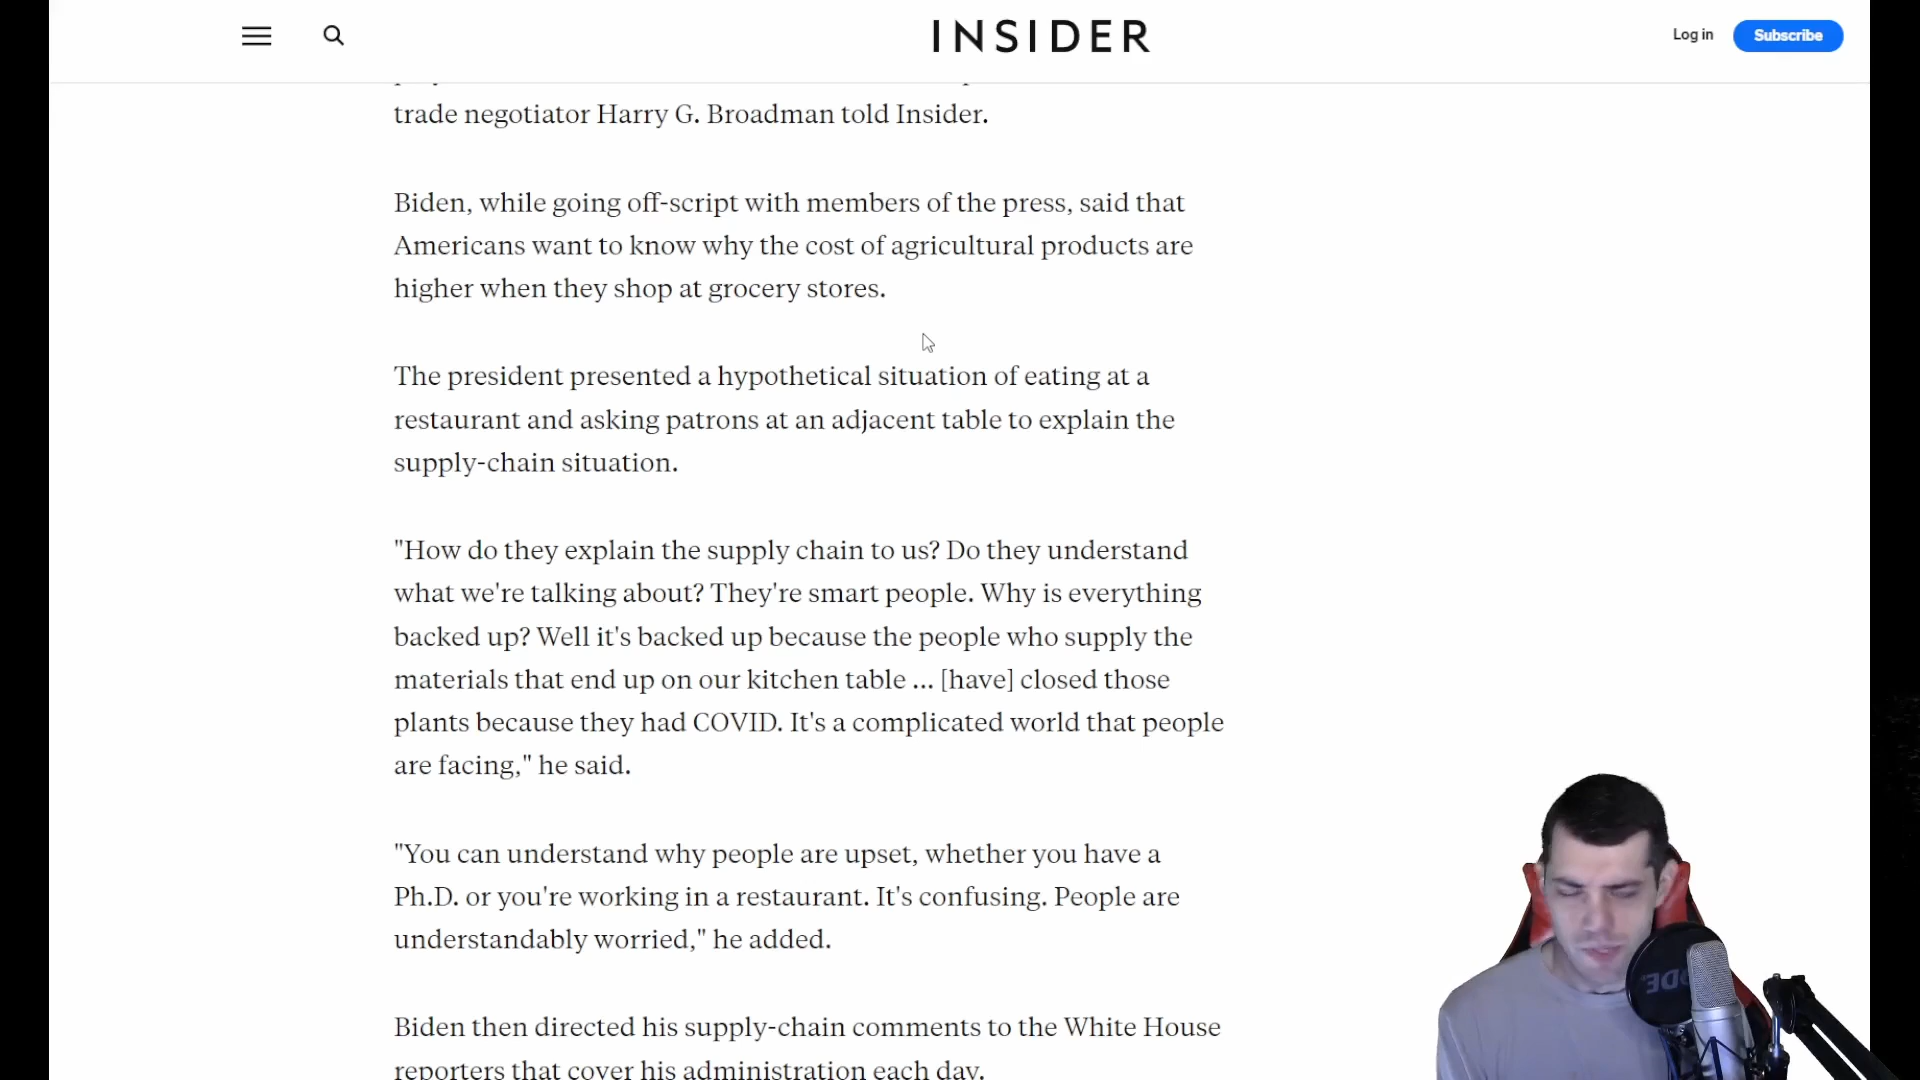 INSIDER
Log in
Subscribe
trade negotiator Harry G. Broadman told Insider.
Biden, while going off-script with members of the press, said that
Americans want to know why the cost of agricultural products are
higher when they shop at grocery stores.
The president presented a hypothetical situation of eating at a
restaurant and asking patrons at an adjacent table to explain the
supply-chain situation.
"How do they explain the supply chain to us? Do they understand
what we're talking about? They're smart people. Why is everything
backed up? Well it's backed up because the people who supply the
materials that end up on our kitchen table ... [have] closed those
plants because they had COVID. It's a complicated world that people
are facing," he said.
"You can understand why people are upset, whether you have a
Ph.D. or you're working in a restaurant. It's confusing. People are
understandably worried," he added.
Biden then directed his supply-chain comments to the White House
reporters that cover his administration each day.